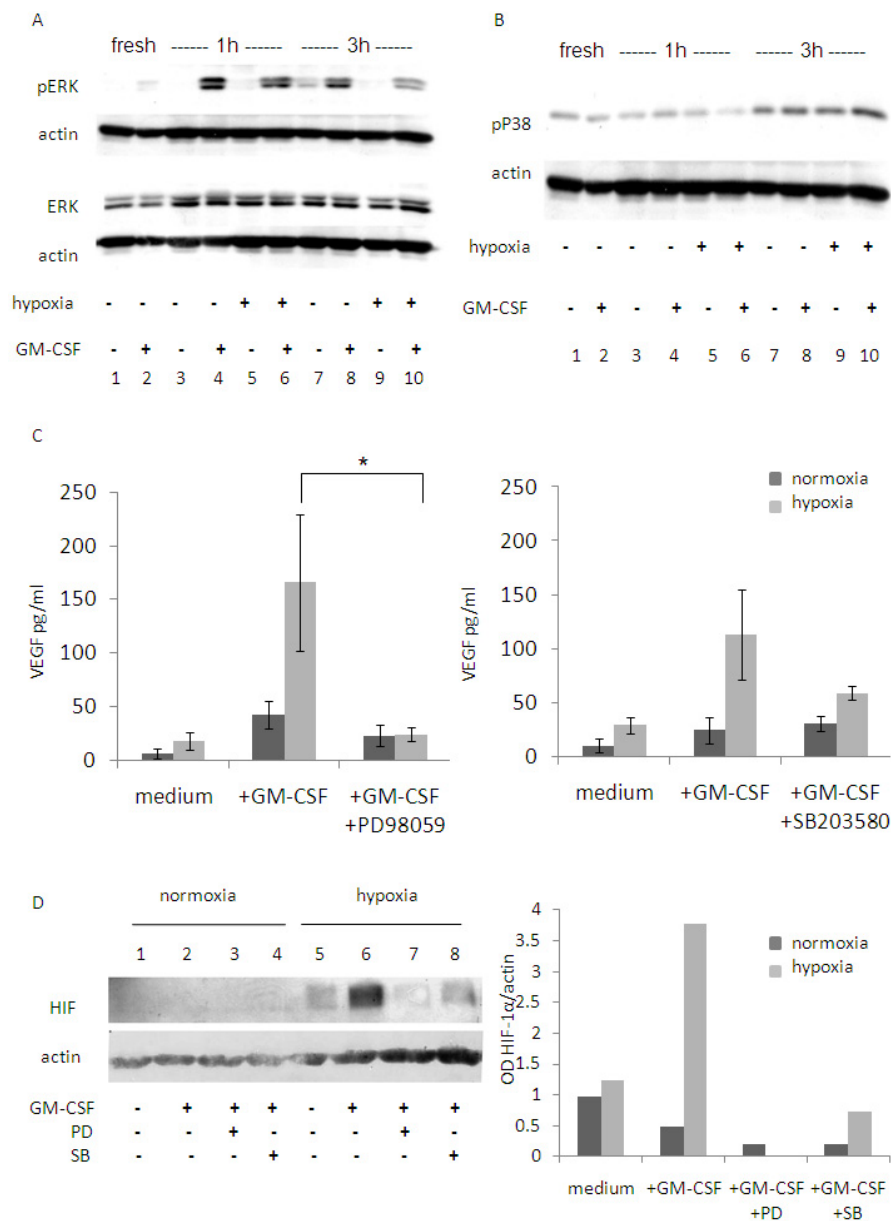 A
fresh ------ 1h ------ ------ 3h ------
pERK
actin
ERK
actin
hypoxia - - - - + + - - + +
GM-CSF - + - + - + - + - +
1 2 3 4 5 6 7 8 9 10
B
fresh ------ 1h ------ ------ 3h ------
pP38
actin
hypoxia - - - - + + - - + +
GM-CSF - + - + - + - + - +
1 2 3 4 5 6 7 8 9 10
C
*
250
200
150
100
50
0
VEGF pg/ml
medium +GM-CSF +GM-CSF
+PD98059
normoxia
hypoxia
250
200
150
100
50
0
VEGF pg/ml
medium +GM-CSF +GM-CSF
+SB203580
D
normoxia hypoxia
1 2 3 4 5 6 7 8
HIF
actin
GM-CSF - + + + - + + +
PD - - + - - - + -
SB - - - + - - - +
normoxia
hypoxia
4
3.5
3
2.5
2
1.5
1
0.5
0
OD HIF-1α/actin
medium +GM-CSF +GM-CSF +GM-CSF
+PD +SB